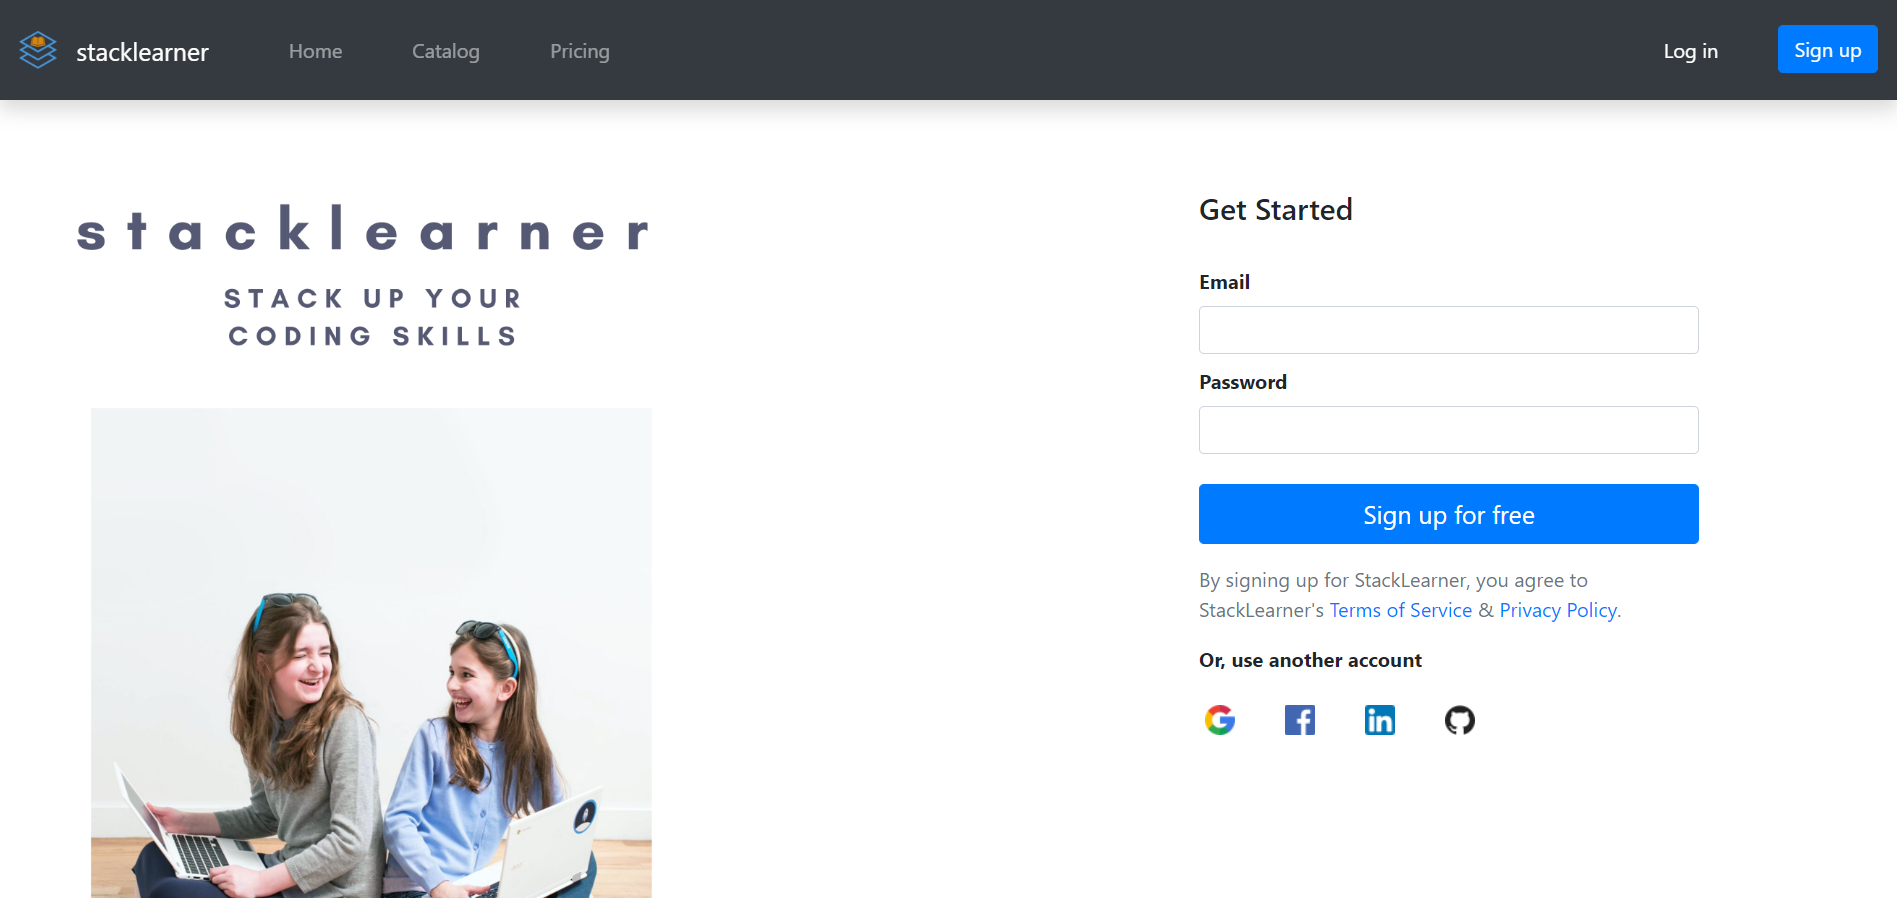 stacklearner
Home
Catalog
Pricing
Log in
Sign up
stacklearner
STACK UP YOUR
CODING SKILLS
Get Started
Email
Password
Sign up for free
By signing up for StackLearner, you agree to
StackLearner's Terms of Service & Privacy Policy.
Or, use another account